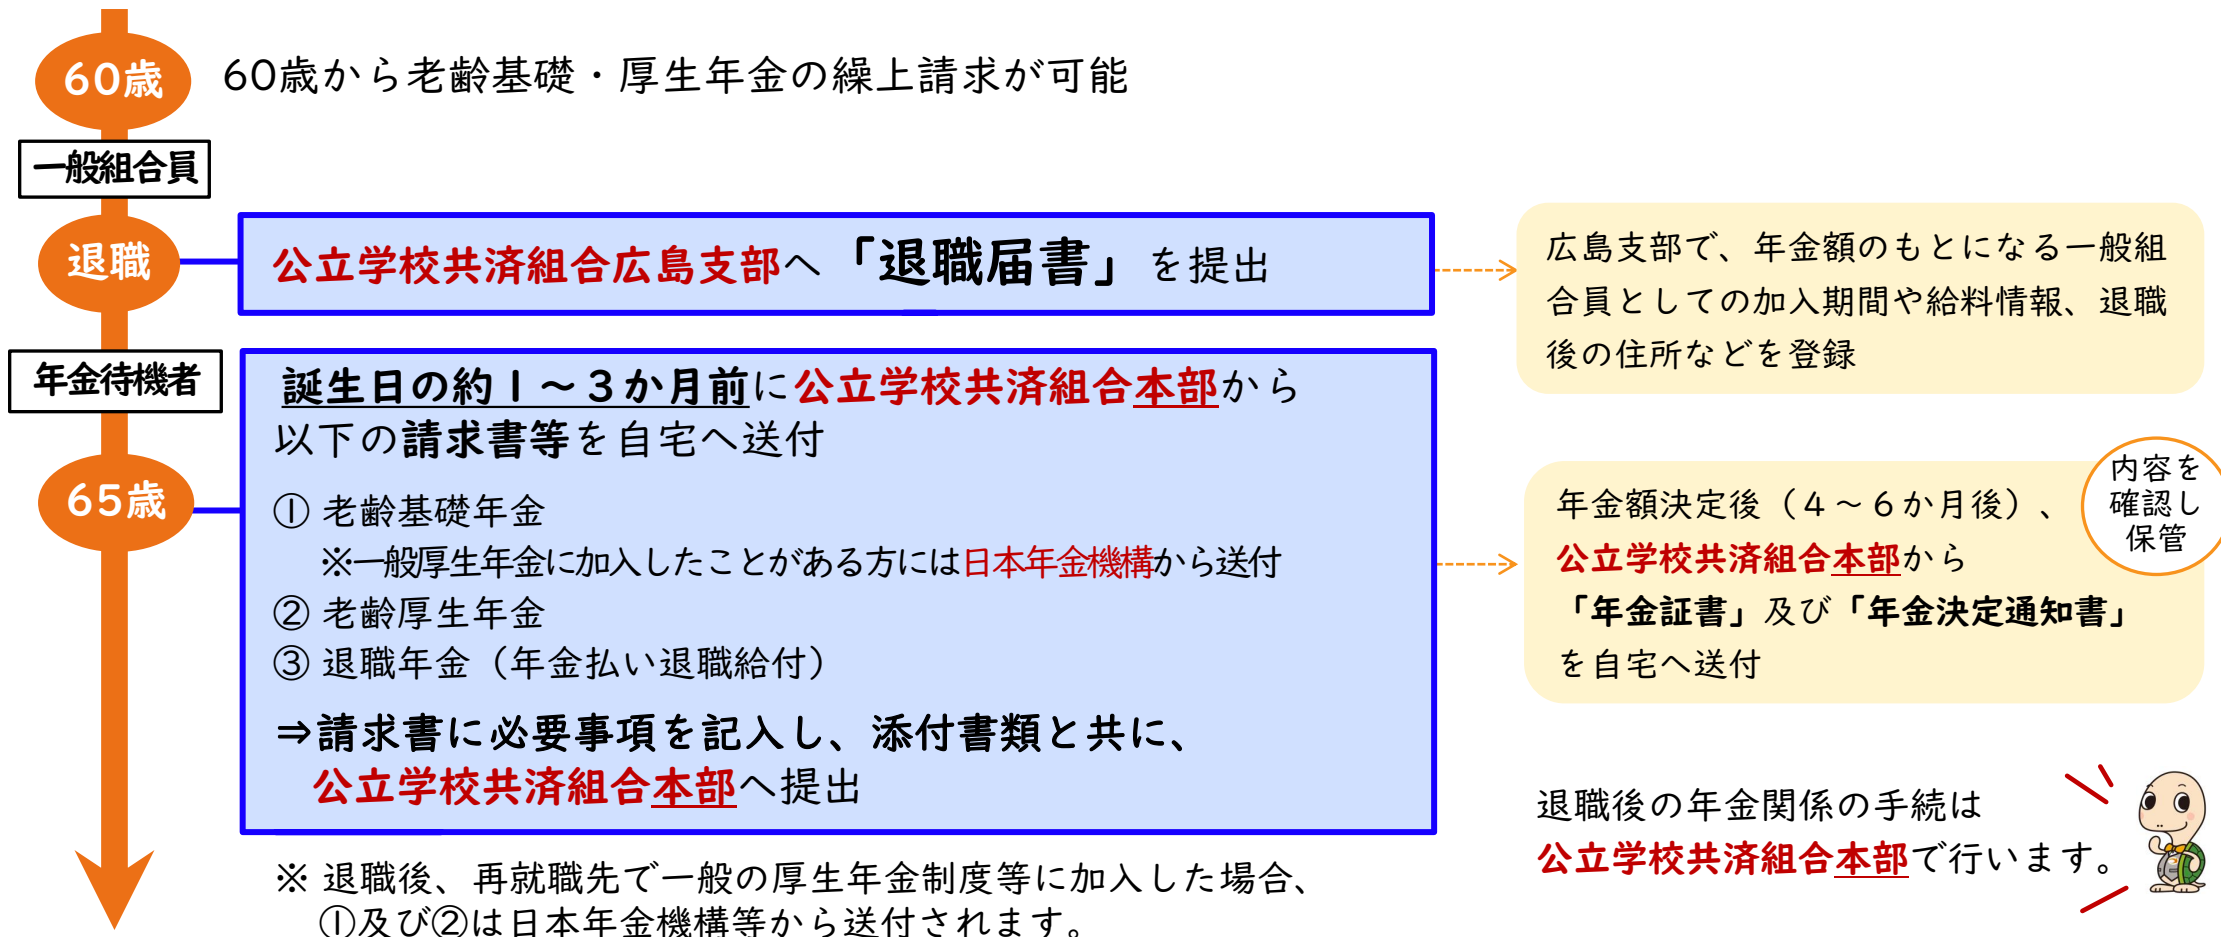 60歳
60歳から老齢基礎・厚生年金の繰上請求が可能
一般組合員
退職
公立学校共済組合広島支部へ「退職届書」を提出
広島支部で、年金額のもとになる一般組
合員としての加入期間や給料情報、退職
後の住所などを登録
年金待機者
65歳
誕生日の約１～３か月前に公立学校共済組合本部から
以下の請求書等を自宅へ送付
① 老齢基礎年金
※一般厚生年金に加入したことがある方には日本年金機構から送付
② 老齢厚生年金
③ 退職年金（年金払い退職給付）
⇒請求書に必要事項を記入し、添付書類と共に、
公立学校共済組合本部へ提出
年金額決定後（４～６か月後）、
公立学校共済組合本部から
「年金証書」及び「年金決定通知書」
を自宅へ送付
内容を
確認し
保管
退職後の年金関係の手続は
公立学校共済組合本部で行います。
※ 退職後、再就職先で一般の厚生年金制度等に加入した場合、
①及び②は日本年金機構等から送付されます。